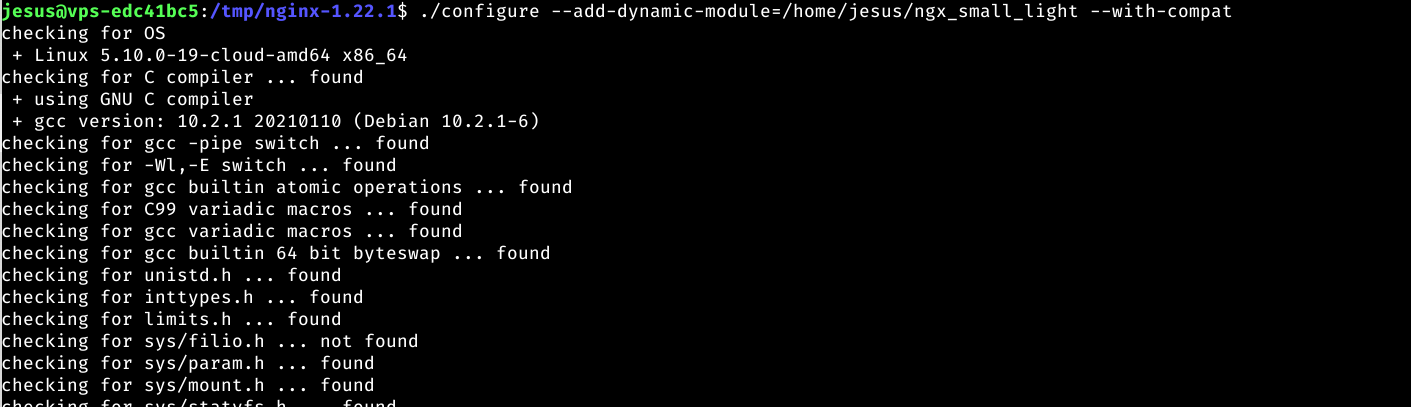 jesus@vps-edc41bc5:/tmp/nginx-1.22.1$ ./configure --add-dynamic-module=/home/jesus/ngx_small_light --with-compat
checking for OS
 + Linux 5.10.0-19-cloud-amd64 x86_64
checking for C compiler ... found
 + using GNU C compiler
 + gcc version: 10.2.1 20210110 (Debian 10.2.1-6)
checking for gcc -pipe switch ... found
checking for -Wl,-E switch ... found
checking for gcc builtin atomic operations ... found
checking for C99 variadic macros ... found
checking for gcc variadic macros ... found
checking for gcc builtin 64 bit byteswap ... found
checking for unistd.h ... found
checking for inttypes.h ... found
checking for limits.h ... found
checking for sys/filio.h ... not found
checking for sys/param.h ... found
checking for sys/mount.h ... found
checking for sys/statvfs.h ... found